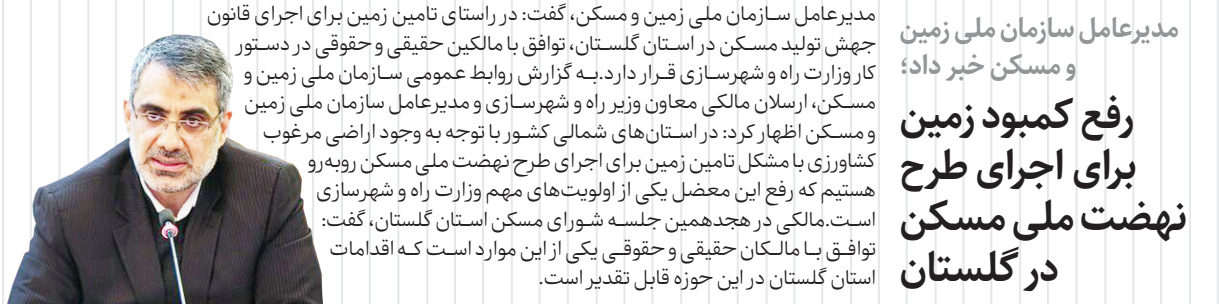 مدیرعامل سازمان ملی زمین
و مسکن خبر داد؛
رفع کمبود زمین
برای اجرای طرح
نهضت ملی مسکن
در گلستان
مدیرعامل سازمان ملی زمین و مسکن، گفت: در راستای تامین زمین برای اجرای قانون
جهش تولید مسکن در استان گلستان، توافق با مالکین حقیقی و حقوقی در دستور
کار وزارت راه و شهرسازی قرار دارد.به گزارش روابط عمومی سازمان ملی زمین و
مسکن، ارسلان مالکی معاون وزیر راه و شهرسازی و مدیرعامل سازمان ملی زمین
و مسکن اظهار کرد: در استان‌های شمالی کشور با توجه به وجود اراضی مرغوب
کشاورزی با مشکل تامین زمین برای اجرای طرح نهضت ملی مسکن روبه‌رو
هستیم که رفع این معضل یکی از اولویت‌های مهم وزارت راه و شهرسازی
است.مالکی در هجدهمین جلسه شورای مسکن استان گلستان، گفت:
توافق با مالکان حقیقی و حقوقی یکی از این موارد است که اقدامات
استان گلستان در این حوزه قابل تقدیر است.